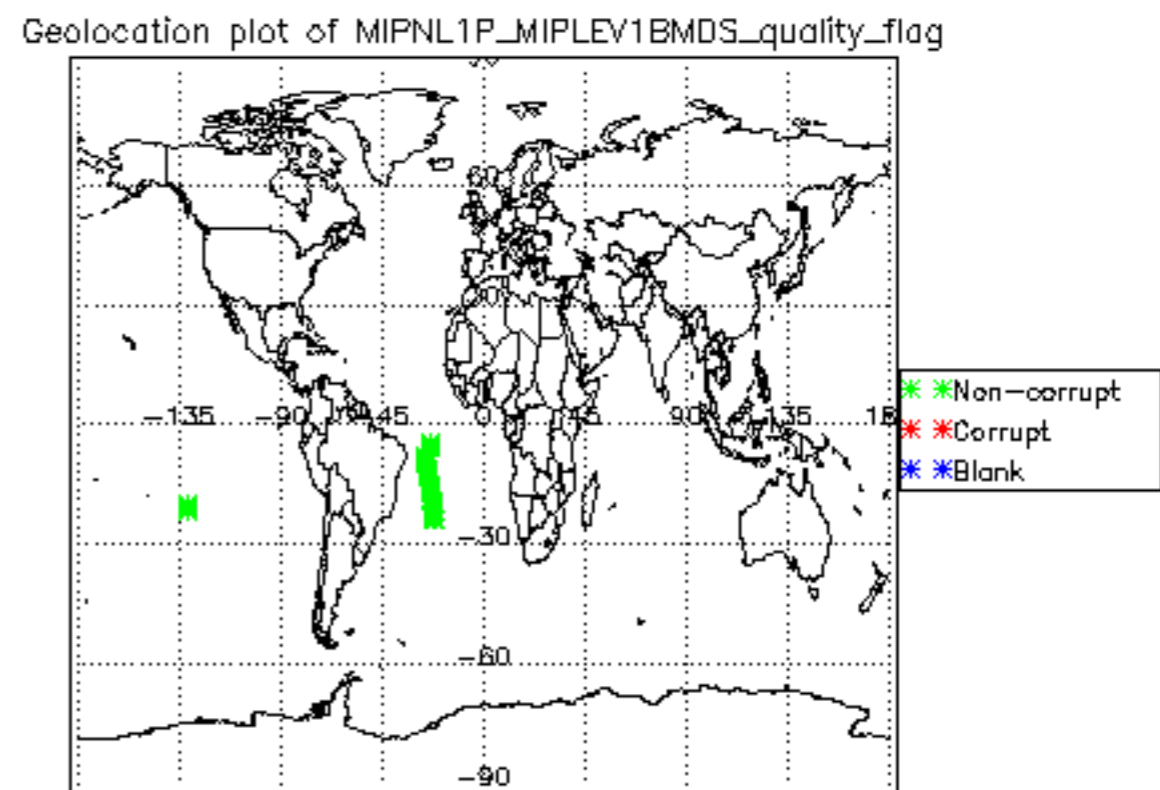 Geolocation plot of MIPNL1P_MIPLEV1BMDS_quality_flag
60
-135 -90 45 0 45 90 135 18
Non-corrupt
Corrupt
Blank
-30
-60
-90